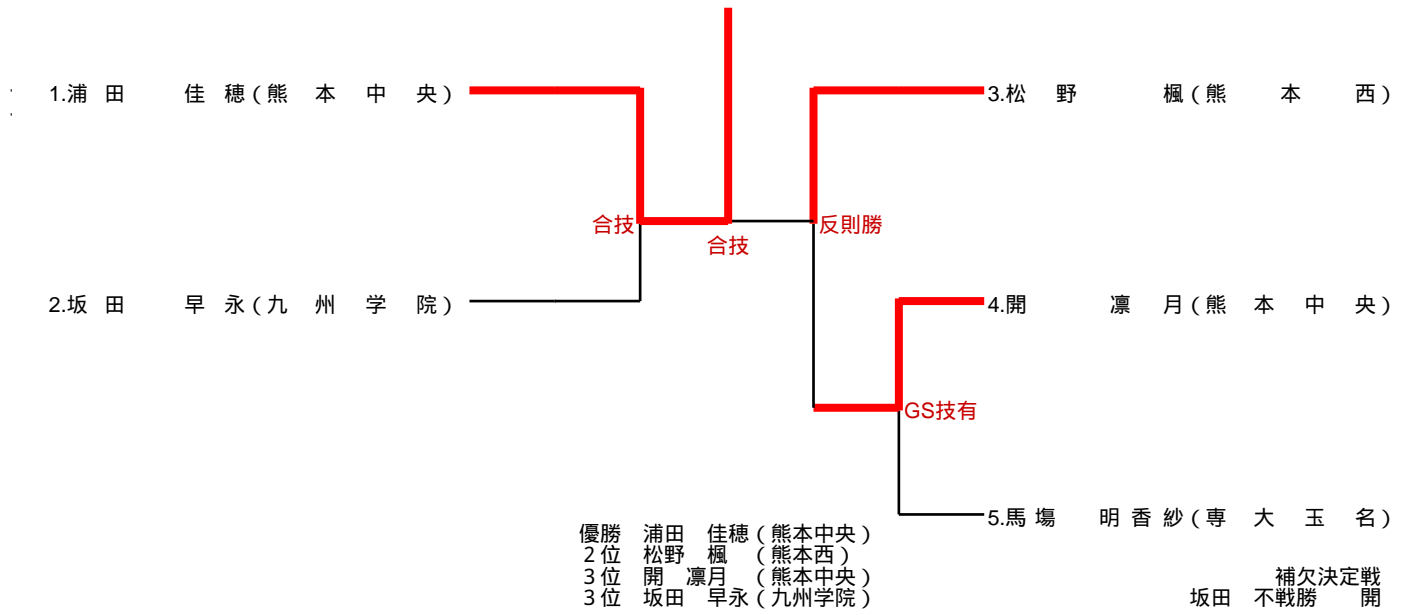 1.浦田 佳穂(熊本中央)
3.松野 楓(熊本西)
合技
合技
反則勝
2.坂田 早永(九州学院)
4.開 凛月(熊本中央)
GS技有
5.馬塲 明香紗(専大玉名)
優勝 浦田 佳穂(熊本中央)
2位 松野 楓 (熊本西)
3位 開 凛月 (熊本中央)
3位 坂田 早永(九州学院)
補欠決定戦
坂田 不戦勝 開